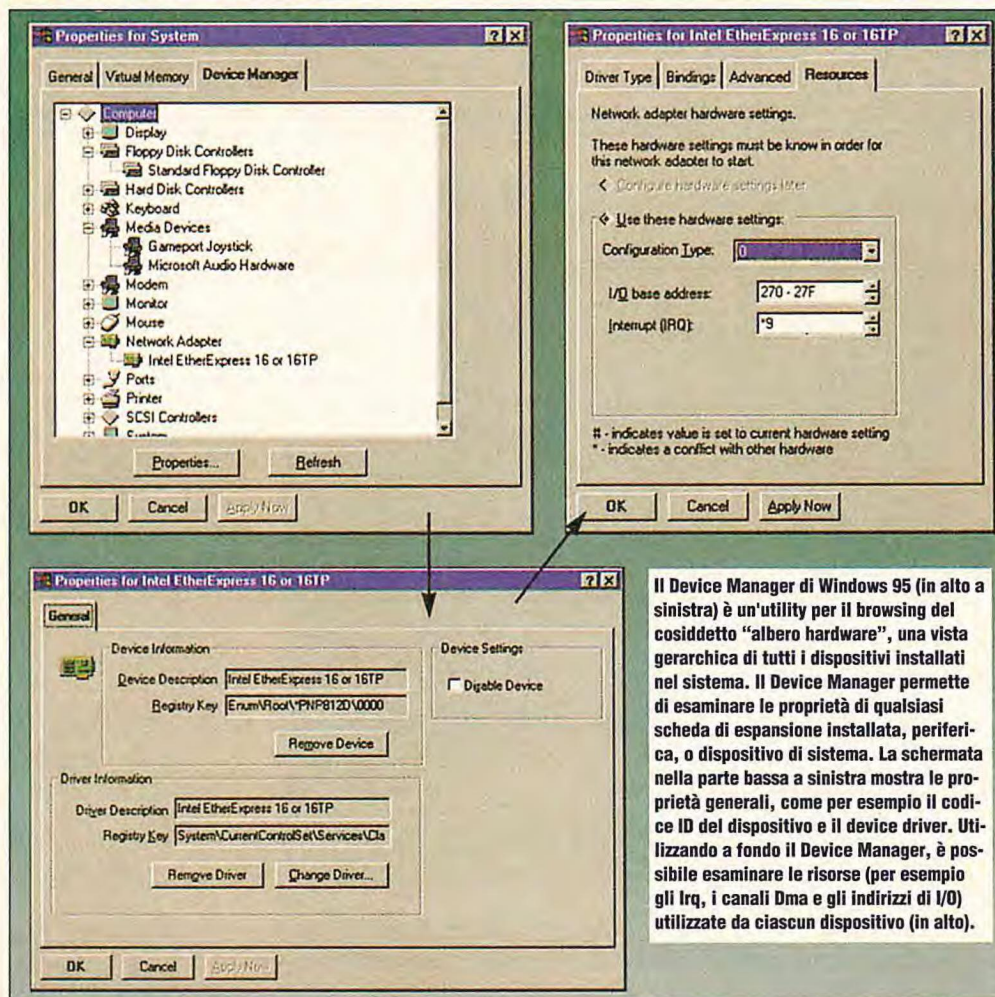 Properties for System
General
Virtual Memory
Device Manager
Computer
Display
Floppy Disk Controllers
Standard Floppy Disk Controller
Hard Disk Controllers
Keyboard
Media Devices
Gameport Joystick
Microsoft Audio Hardware
Modem
Monitor
Mouse
Network Adapter
Intel EtherExpress 16 or 16TP
Ports
Printer
SCSI Controllers
System
Properties...
Refresh
OK
Cancel
Apply Now
Properties for Intel EtherExpress 16 or 16TP
Driver Type
Bindings
Advanced
Resources
Network adapter hardware settings.
These hardware settings must be know in order for
this network adapter to start.
Configure hardware settings later
Use these hardware settings:
Configuration Type:
0
I/O base address:
270 - 27F
Interrupt (IRQ):
*9
# - indicates value is set to current hardware setting
* - indicates a conflict with other hardware
OK
Cancel
Apply Now
Properties for Intel EtherExpress 16 or 16TP
General
Device Information
Device Description
Intel EtherExpress 16 or 16TP
Registry Key
Enum\Root\*PNP812D\0000
Remove Device
Device Settings
Disable Device
Driver Information
Driver Description
Intel EtherExpress 16 or 16TP
Registry Key
System\CurrentControlSet\Services\Cla
Remove Driver
Change Driver...
OK
Cancel
Apply Now
Il Device Manager di Windows 95 (in alto a
sinistra) è un'utility per il browsing del
cosiddetto "albero hardware", una vista
gerarchica di tutti i dispositivi installati
nel sistema. Il Device Manager permette
di esaminare le proprietà di qualsiasi
scheda di espansione installata, periferi-
ca, o dispositivo di sistema. La schermata
nella parte bassa a sinistra mostra le pro-
prietà generali, come per esempio il codi-
ce ID del dispositivo e il device driver. Uti-
lizzando a fondo il Device Manager, è pos-
sibile esaminare le risorse (per esempio
gli Irq, i canali Dma e gli indirizzi di I/O)
utilizzate da ciascun dispositivo (in alto).